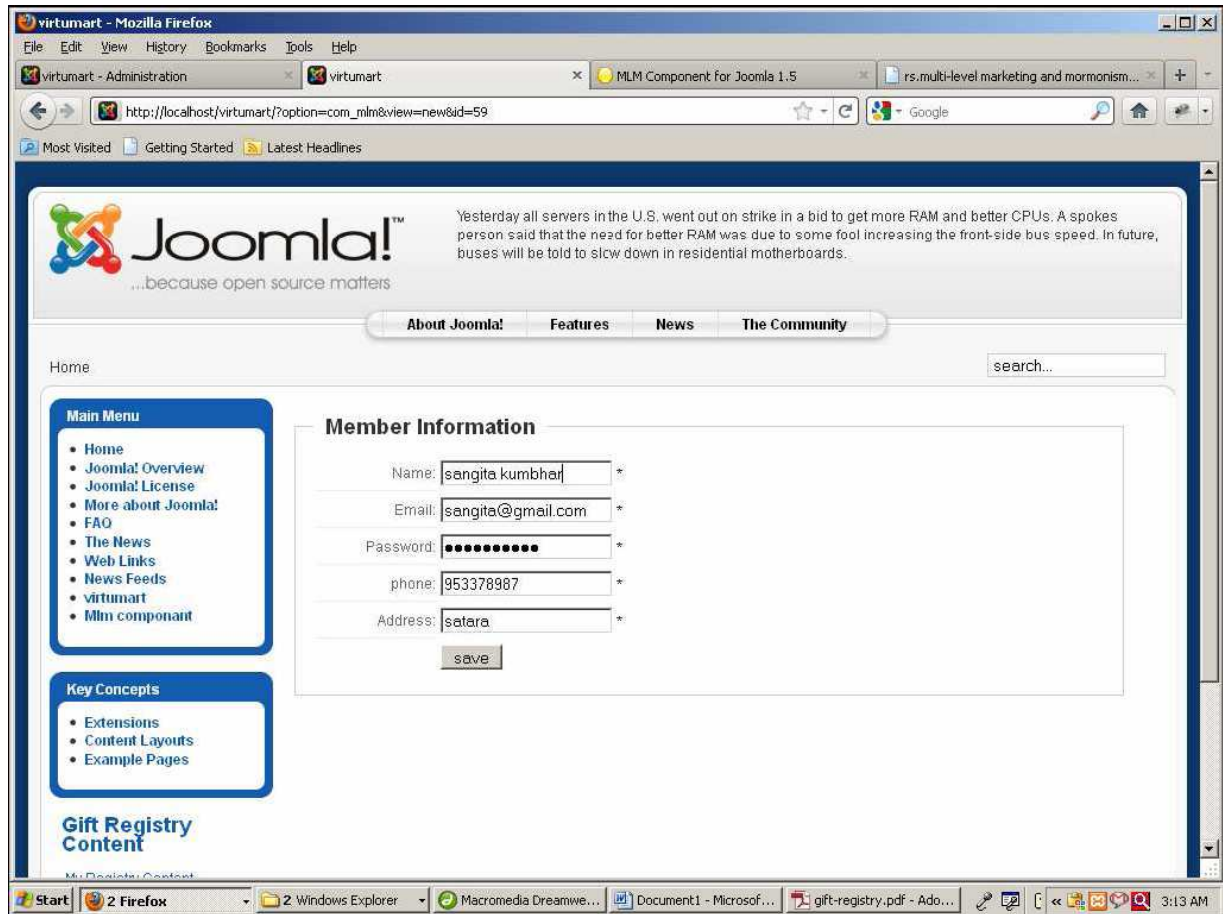 virtumart - Mozilla Firefox
File Edit View History Bookmarks Tools Help
virtumart - Administration
virtumart
MLM Component for Joomla 1.5
rs.multi-level marketing and mormonism...
http://localhost/virtumart/?option=com_mlm&view=new&id=59
Google
Most Visited Getting Started Latest Headlines
Joomla!™
...because open source matters
Yesterday all servers in the U.S. went out on strike in a bid to get more RAM and better CPUs. A spokes
person said that the need for better RAM was due to some fool increasing the front-side bus speed. In future,
buses will be told to slow down in residential motherboards.
About Joomla! Features News The Community
Home
search...
Main Menu
Home
Joomla! Overview
Joomla! License
More about Joomla!
FAQ
The News
Web Links
News Feeds
virtumart
Mlm componant
Key Concepts
Extensions
Content Layouts
Example Pages
Gift Registry
Content
My Registry Content
Member Information
Name: sangita kumbhar *
Email: sangita@gmail.com *
Password: ●●●●●●●●●● *
phone: 953378987 *
Address: satara *
save
Start 2 Firefox 2 Windows Explorer Macromedia Dreamwe... Document1 - Microsof... gift-registry.pdf - Ado... « 3:13 AM